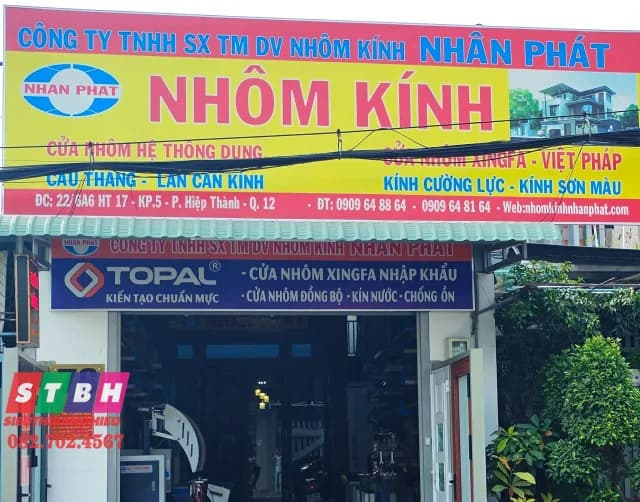 CÔNG TY TNHH SX TM DV NHÔM KÍNH NHÂN PHÁT
NHAN PHAT
NHÔM KÍNH
CỬA NHÔM HỆ THÔNG DỤNG
CỬA NHÔM XINGFA - VIỆT PHÁP
CẦU THANG - LAN CAN KÍNH
KÍNH CƯỜNG LỰC - KÍNH SƠN MÀU
ĐC: 22/6A6 HT 17 - KP.5 - P. Hiệp Thành - Q, 12 - ĐT: 0909 64 88 64 - 0909 64 81 64 - Web:nhomkinhnhanphat.com
NHAN PHAT
CÔNG TY TNHH SX TM DV NHÔM KÍNH NHÂN PHÁT
TOPAL®
KIẾN TẠO CHUẨN MỰC
- CỬA NHÔM XINGFA NHẬP KHẨU
- CỬA NHÔM ĐỒNG BỘ - KÍN NƯỚC - CHỐNG ỒN
STBH
082.702.4567